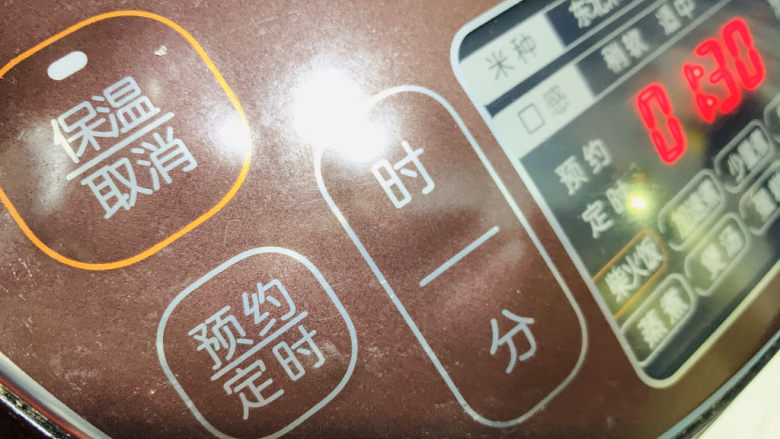 保温
取消
预约
定时
时
分
米种
口感 稍软 适中
0:30
预约
定时
柴火饭
蒸煮 煲汤